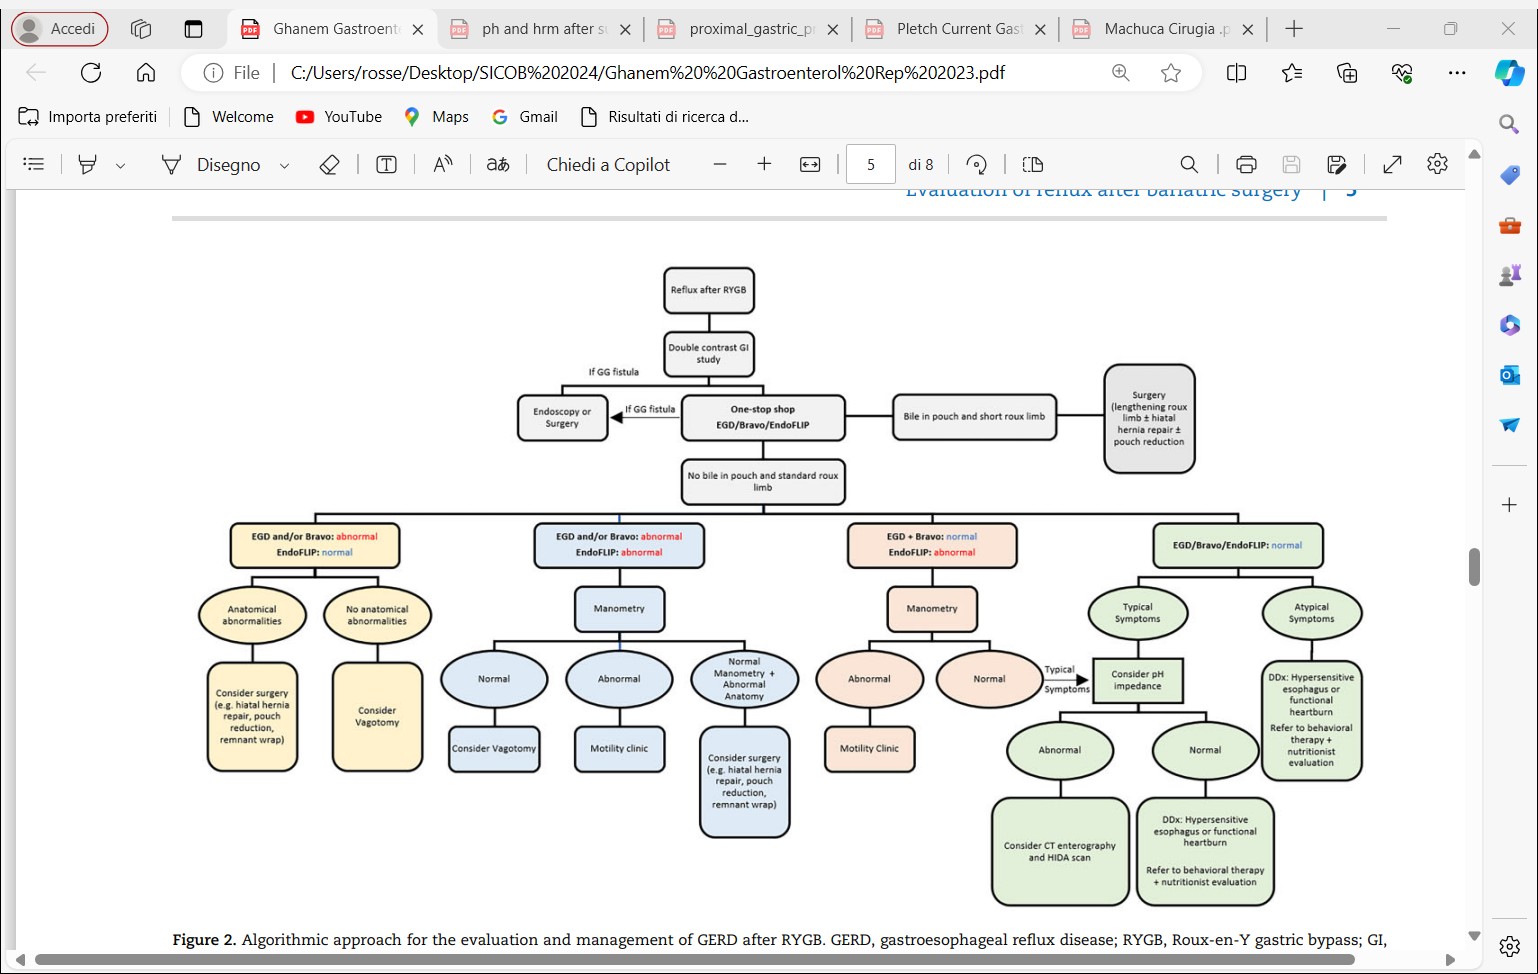 Accedi
Ghanem Gastroent
ph and hrm after s
proximal_gastric_p
Pletch Current Gas
Machuca Cirugia .p
File
C:/Users/rosse/Desktop/SICOB%202024/Ghanem%20%20Gastroenterol%20Rep%202023.pdf
Importa preferiti
Welcome
YouTube
Maps
Gmail
Risultati di ricerca d...
Disegno
aあ
Chiedi a Copilot
5
di 8
Evaluation of reflux after bariatric surgery | 5
Reflux after RYGB
Double contrast GI
study
If GG fistula
Endoscopy or
Surgery
If GG fistula
One-stop shop
EGD/Bravo/EndoFLIP
Bile in pouch and short roux limb
Surgery
(lengthening roux
limb ± hiatal
hernia repair ±
pouch reduction
No bile in pouch and standard roux
limb
EGD and/or Bravo: abnormal
EndoFLIP: normal
EGD and/or Bravo: abnormal
EndoFLIP: abnormal
EGD + Bravo: normal
EndoFLIP: abnormal
EGD/Bravo/EndoFLIP: normal
Anatomical
abnormalities
No anatomical
abnormalities
Manometry
Manometry
Typical
Symptoms
Atypical
Symptoms
Consider surgery
(e.g. hiatal hernia
repair, pouch
reduction,
remnant wrap)
Consider
Vagotomy
Normal
Abnormal
Normal
Manometry +
Abnormal
Anatomy
Abnormal
Normal
Typical
Symptoms
Consider pH
impedance
DDx: Hypersensitive
esophagus or
functional
heartburn
Refer to behavioral
therapy +
nutritionist
evaluation
Consider Vagotomy
Motility clinic
Consider surgery
(e.g. hiatal hernia
repair, pouch
reduction,
remnant wrap)
Motility Clinic
Abnormal
Normal
Consider CT enterography
and HIDA scan
DDx: Hypersensitive
esophagus or functional
heartburn
Refer to behavioral therapy
+ nutritionist evaluation
Figure 2. Algorithmic approach for the evaluation and management of GERD after RYGB. GERD, gastroesophageal reflux disease; RYGB, Roux-en-Y gastric bypass; GI,